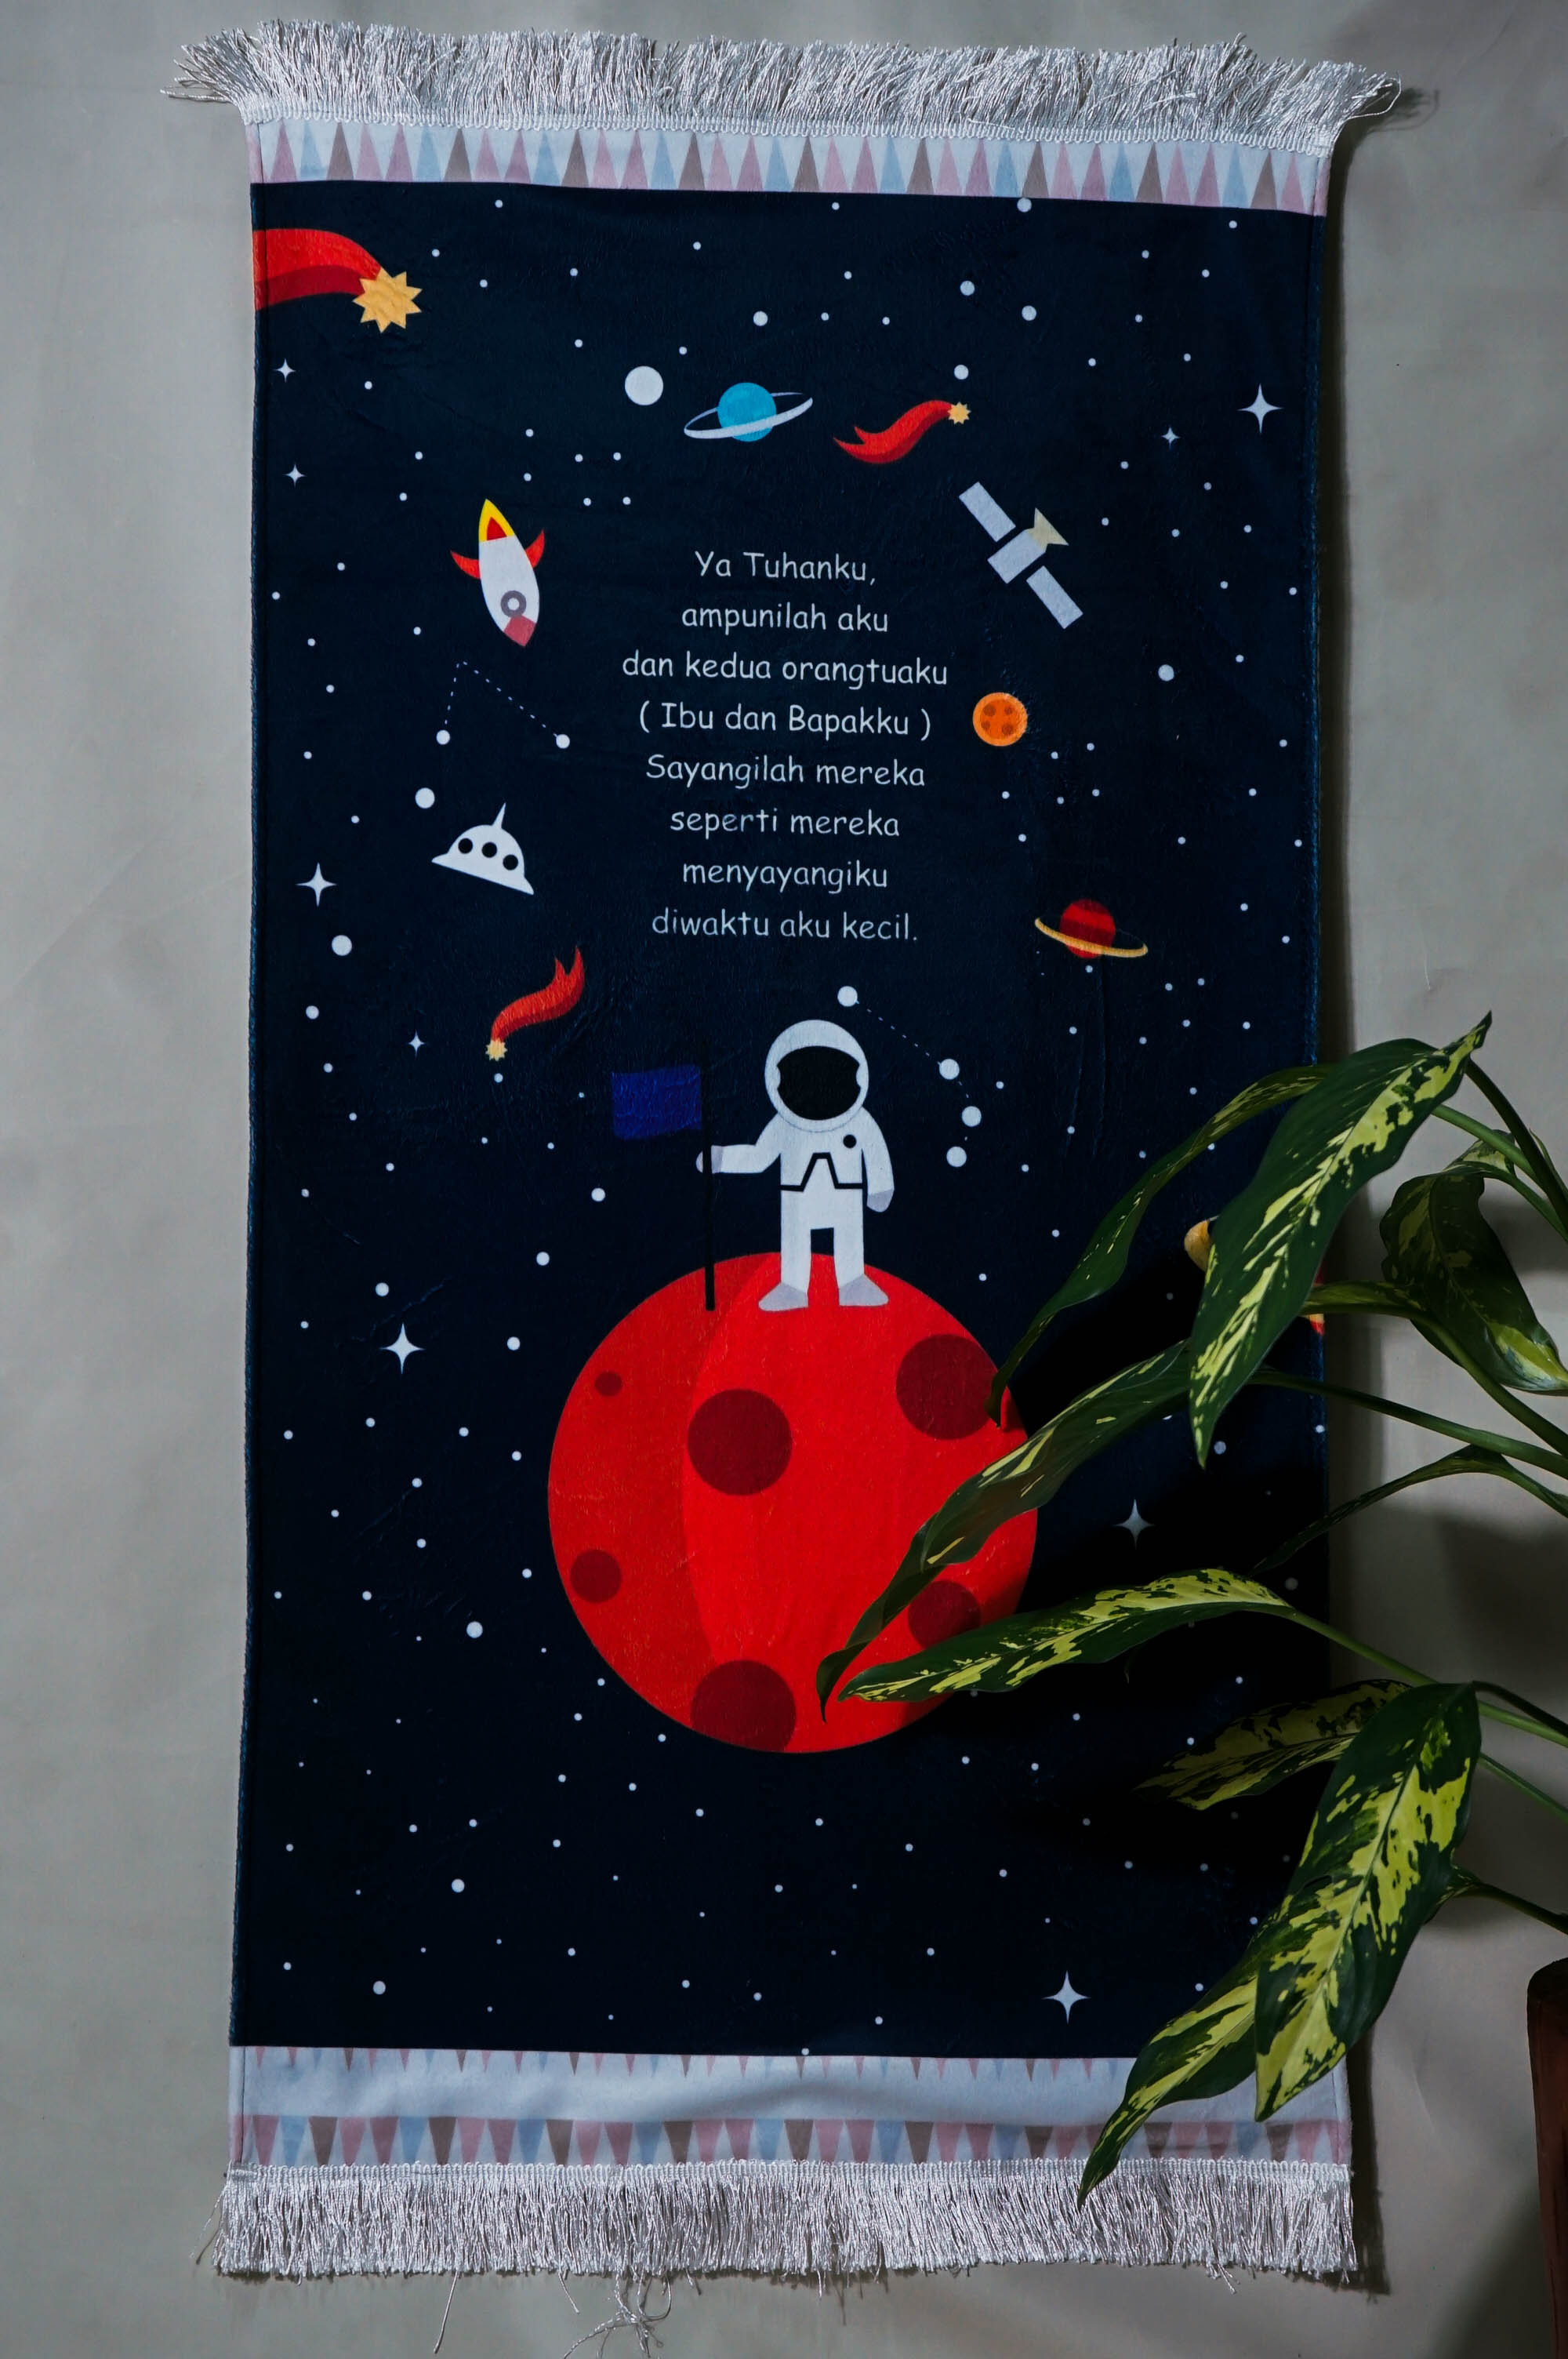 Ya Tuhanku,
ampunilah aku
dan kedua orangtuaku
( Ibu dan Bapakku )
Sayangilah mereka
seperti mereka
menyayangiku
diwaktu aku kecil.